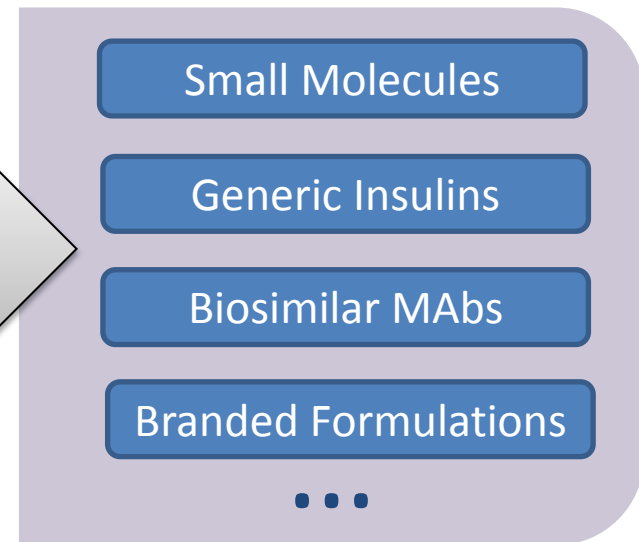 Small Molecules
Generic Insulins
Biosimilar MAbs
Branded Formulations
...